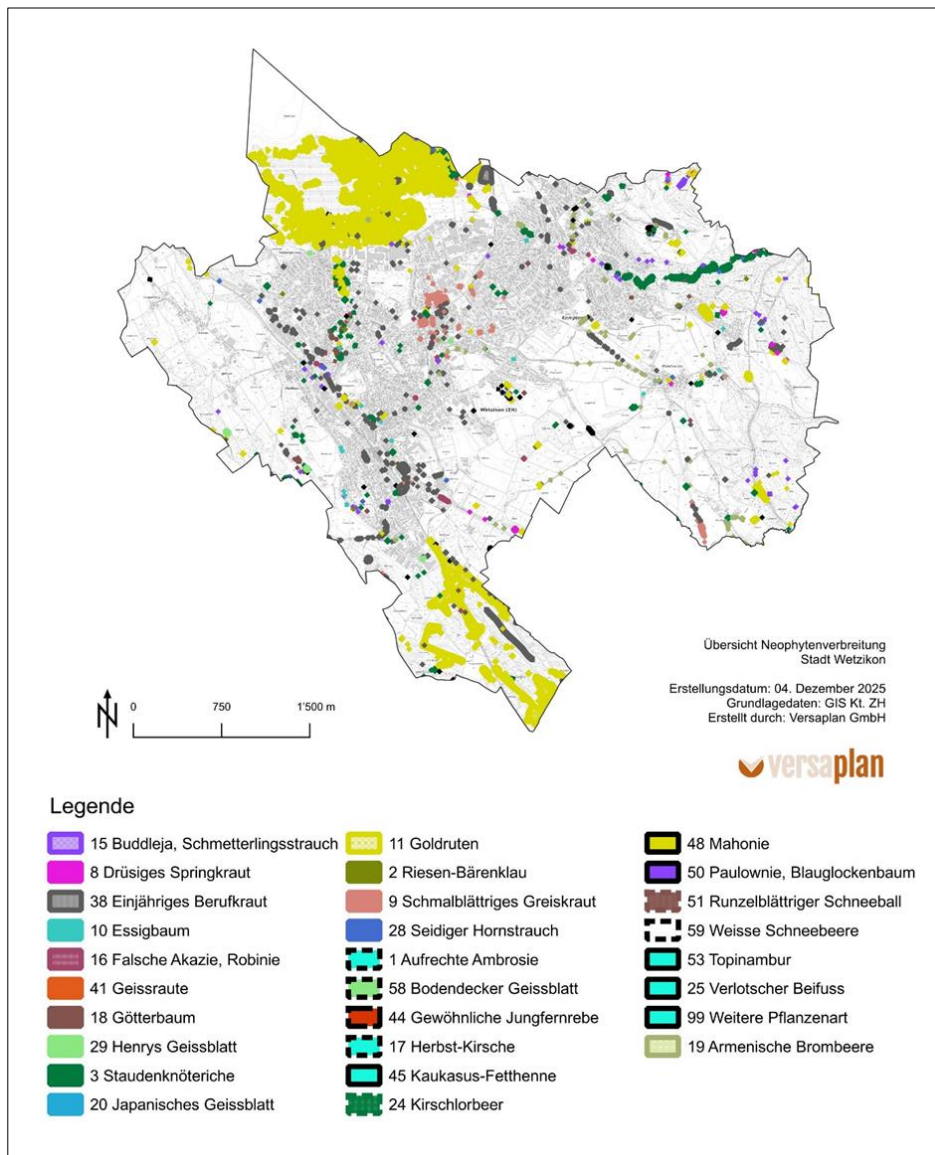 Wetzikon (ZH)
Übersicht Neophytenverbreitung
Stadt Wetzikon
Erstellungsdatum: 04. Dezember 2025
Grundlagedaten: GIS Kt. ZH
Erstellt durch: Versaplan GmbH
N
0 750 1'500 m
versaplan
Legende
15 Buddleja, Schmetterlingsstrauch
8 Drüsiges Springkraut
38 Einjähriges Berufkraut
10 Essigbaum
16 Falsche Akazie, Robinie
41 Geissraute
18 Götterbaum
29 Henrys Geissblatt
3 Staudenknöteriche
20 Japanisches Geissblatt
11 Goldruten
2 Riesen-Bärenklau
9 Schmalblättriges Greiskraut
28 Seidiger Hornstrauch
1 Aufrechte Ambrosie
58 Bodendecker Geissblatt
44 Gewöhnliche Jungfernrebe
17 Herbst-Kirsche
45 Kaukasus-Fetthenne
24 Kirschlorbeer
48 Mahonie
50 Paulownie, Blauglockenbaum
51 Runzelblättriger Schneeball
59 Weisse Schneebeere
53 Topinambur
25 Verlotscher Beifuss
99 Weitere Pflanzenart
19 Armenische Brombeere